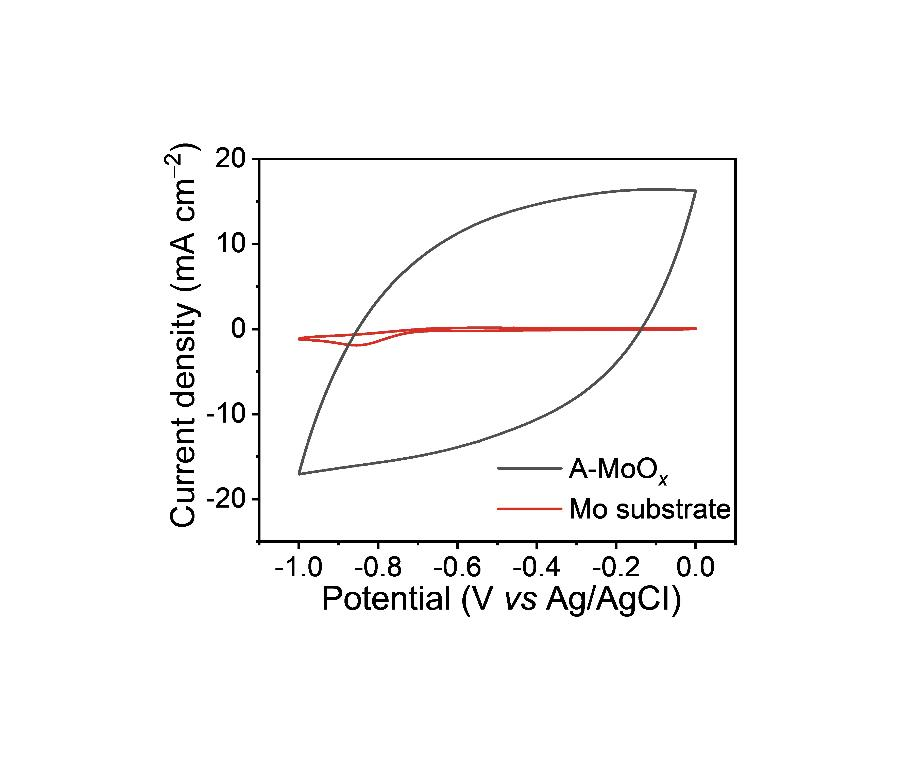 Current density (mA cm⁻²)
20
10
0
-10
-20
A-MoOₓ
Mo substrate
-1.0 -0.8 -0.6 -0.4 -0.2 0.0
Potential (V vs Ag/AgCl)